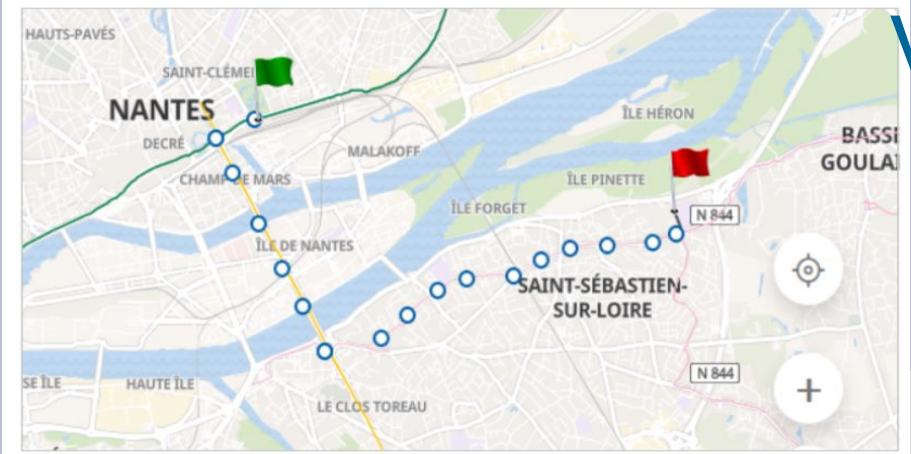 HAUTS-PAVÉS
SAINT-CLÉME
NANTES
DECRÉ
MALAKOFF
ÎLE HÉRON
BASS
GOULA
CHAMP DE MARS
ÎLE PINETTE
ÎLE FORGET
N 844
ÎLE DE NANTES
SAINT-SÉBASTIEN-
SUR-LOIRE
N 844
SE ÎLE
HAUTE ÎLE
LE CLOS TOREAU
+